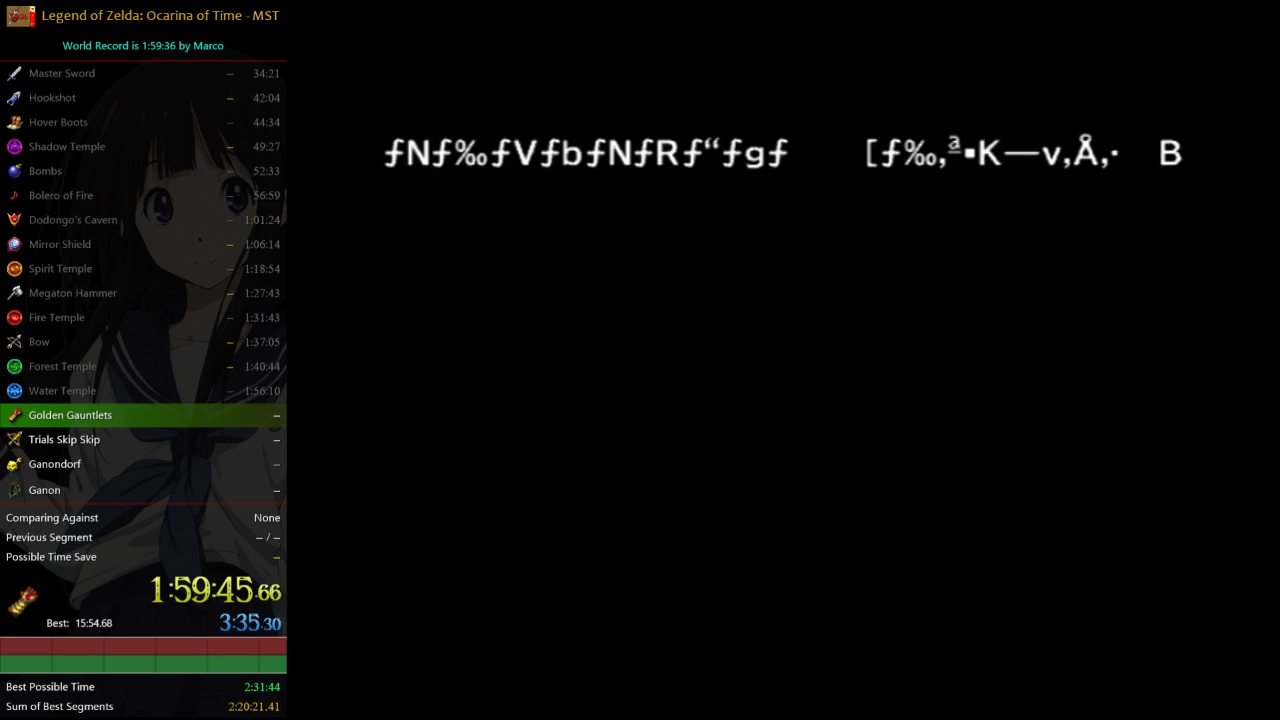 Legend of Zelda: Ocarina of Time - MST
World Record is 1:59:36 by Marco
Master Sword – 34:21
Hookshot – 42:04
Hover Boots – 44:34
Shadow Temple – 49:27
Bombs – 52:33
Bolero of Fire – 56:59
Dodongo's Cavern – 1:01:24
Mirror Shield – 1:06:14
Spirit Temple – 1:18:54
Megaton Hammer – 1:27:43
Fire Temple – 1:31:43
Bow – 1:37:05
Forest Temple – 1:40:44
Water Temple – 1:56:10
Golden Gauntlets –
Trials Skip Skip –
Ganondorf –
Ganon –
Comparing Against None
Previous Segment – / –
Possible Time Save –
1:59:45.66
Best: 15:54.68 3:35.30
Best Possible Time 2:31:44
Sum of Best Segments 2:20:21.41
ƒNƒ‰ƒVƒbƒNƒRƒ“ƒgƒ [ƒ‰‚ª•K—v‚Å‚· B